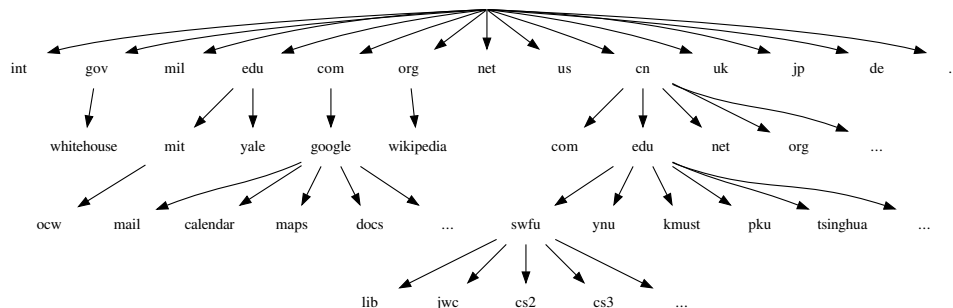 int gov mil edu com org net us cn uk jp de .
whitehouse mit yale google wikipedia com edu net org ...
ocw mail calendar maps docs ... swfu ynu kmust pku tsinghua ...
lib jwc cs2 cs3 ...